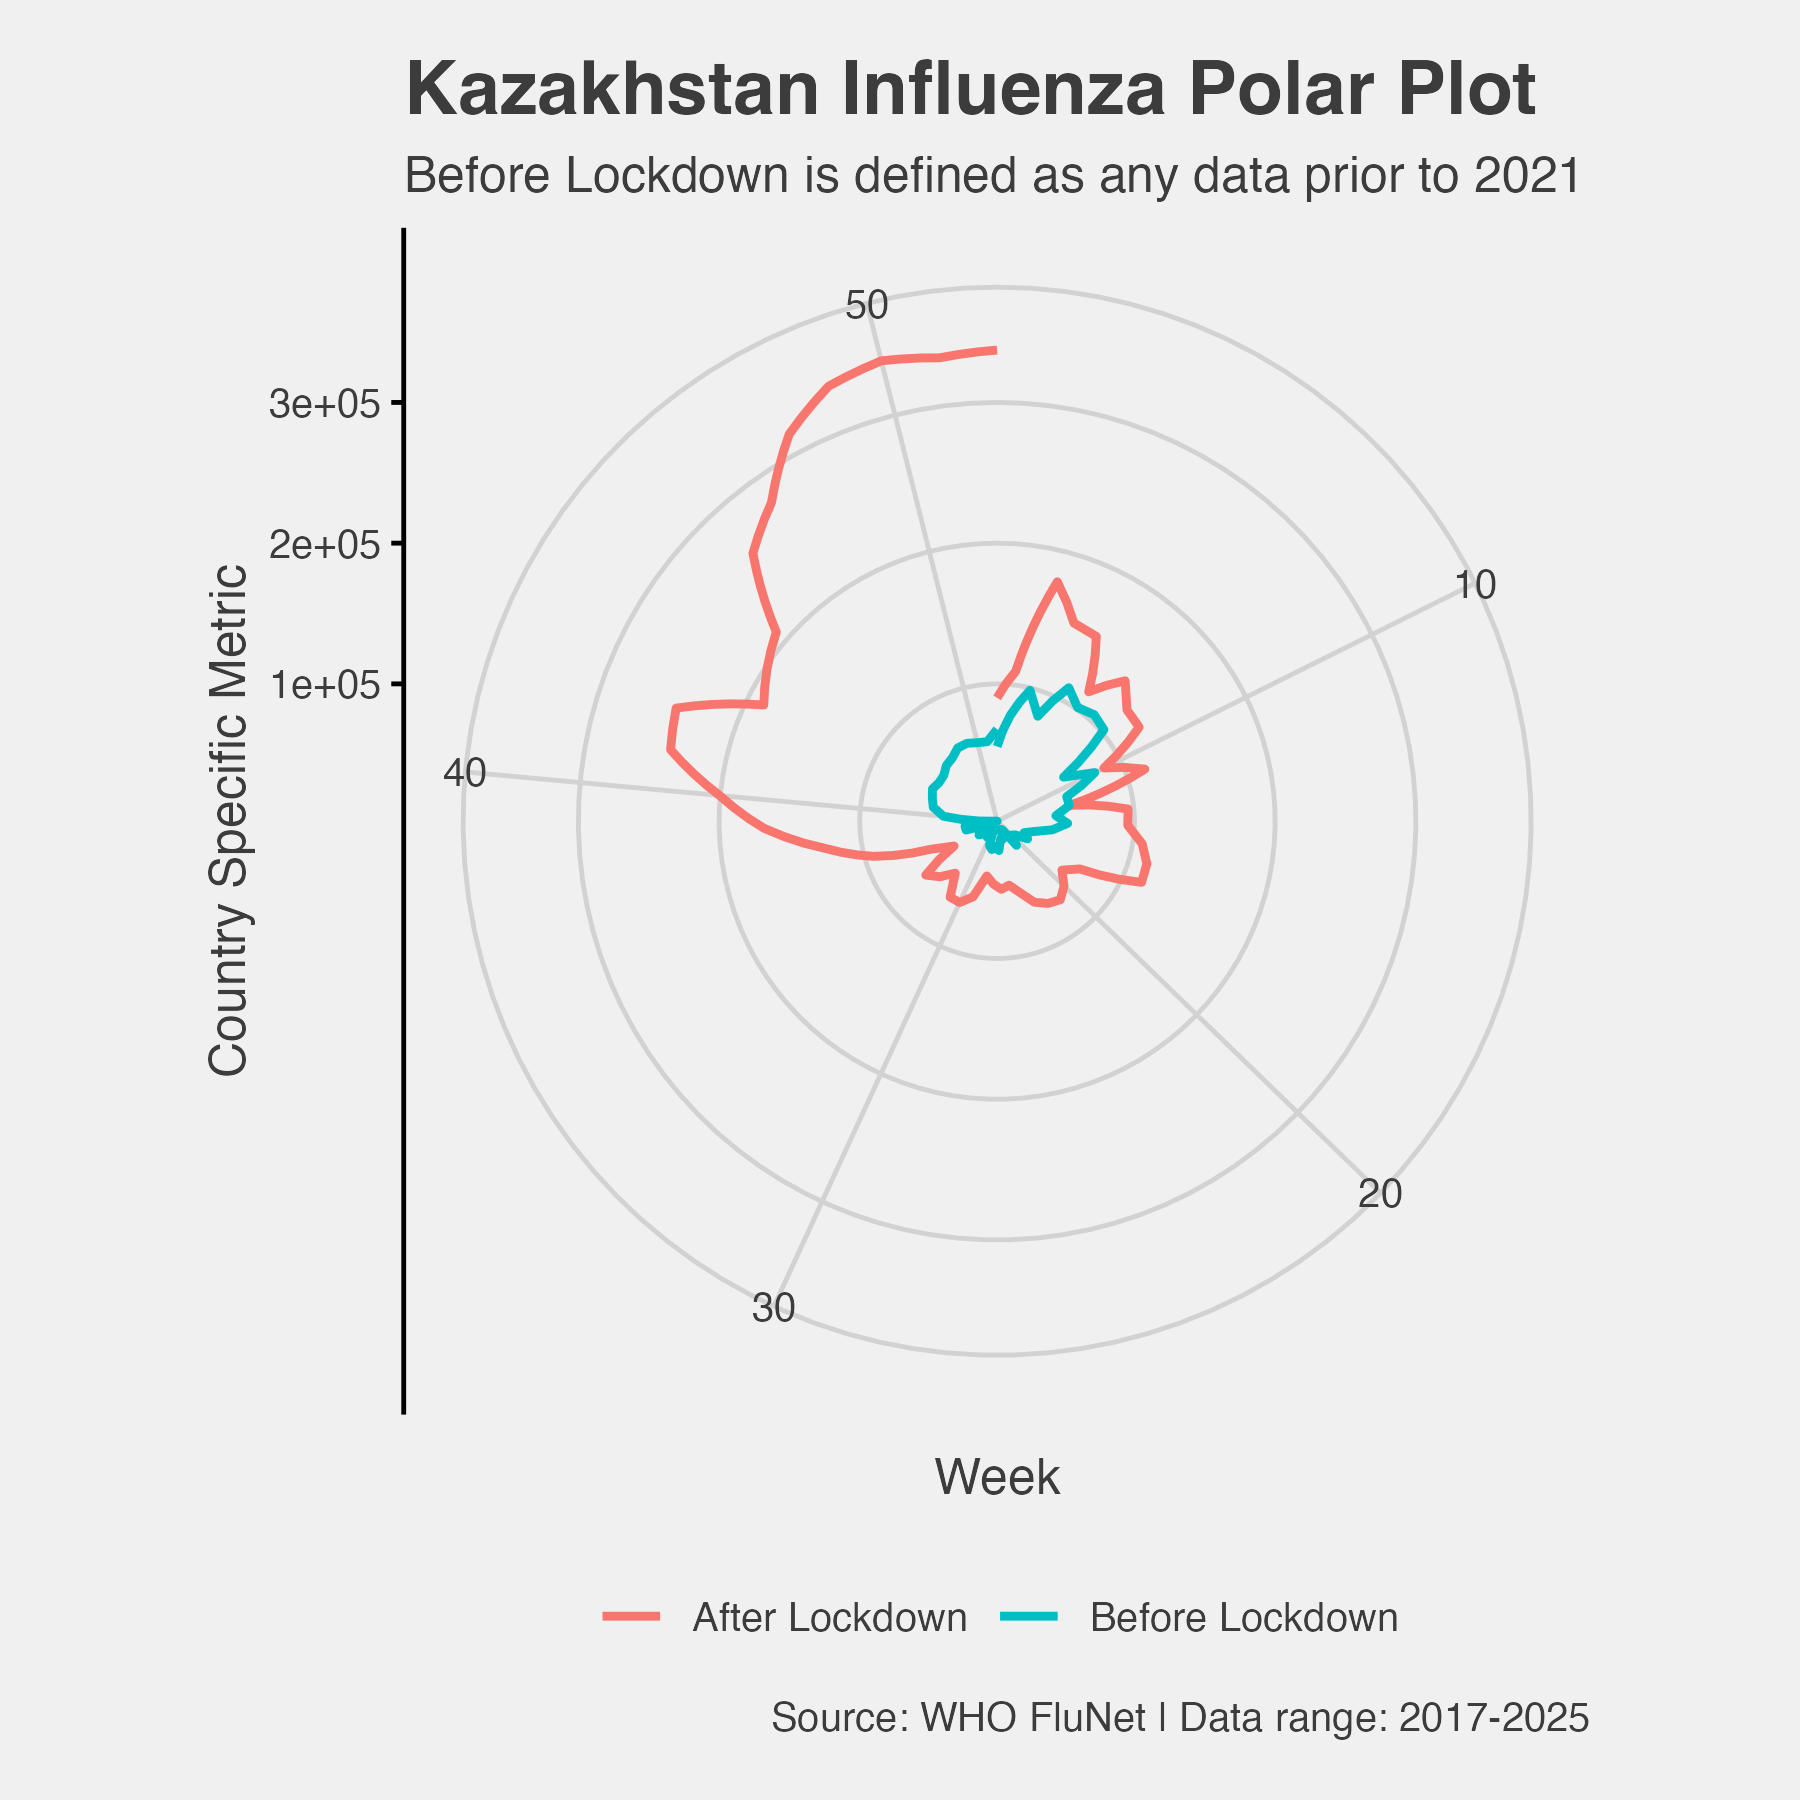 Kazakhstan Influenza Polar Plot
Before Lockdown is defined as any data prior to 2021
50
3e+05
2e+05
10
1e+05
Country Specific Metric
40
20
30
Week
After Lockdown
Before Lockdown
Source: WHO FluNet | Data range: 2017-2025